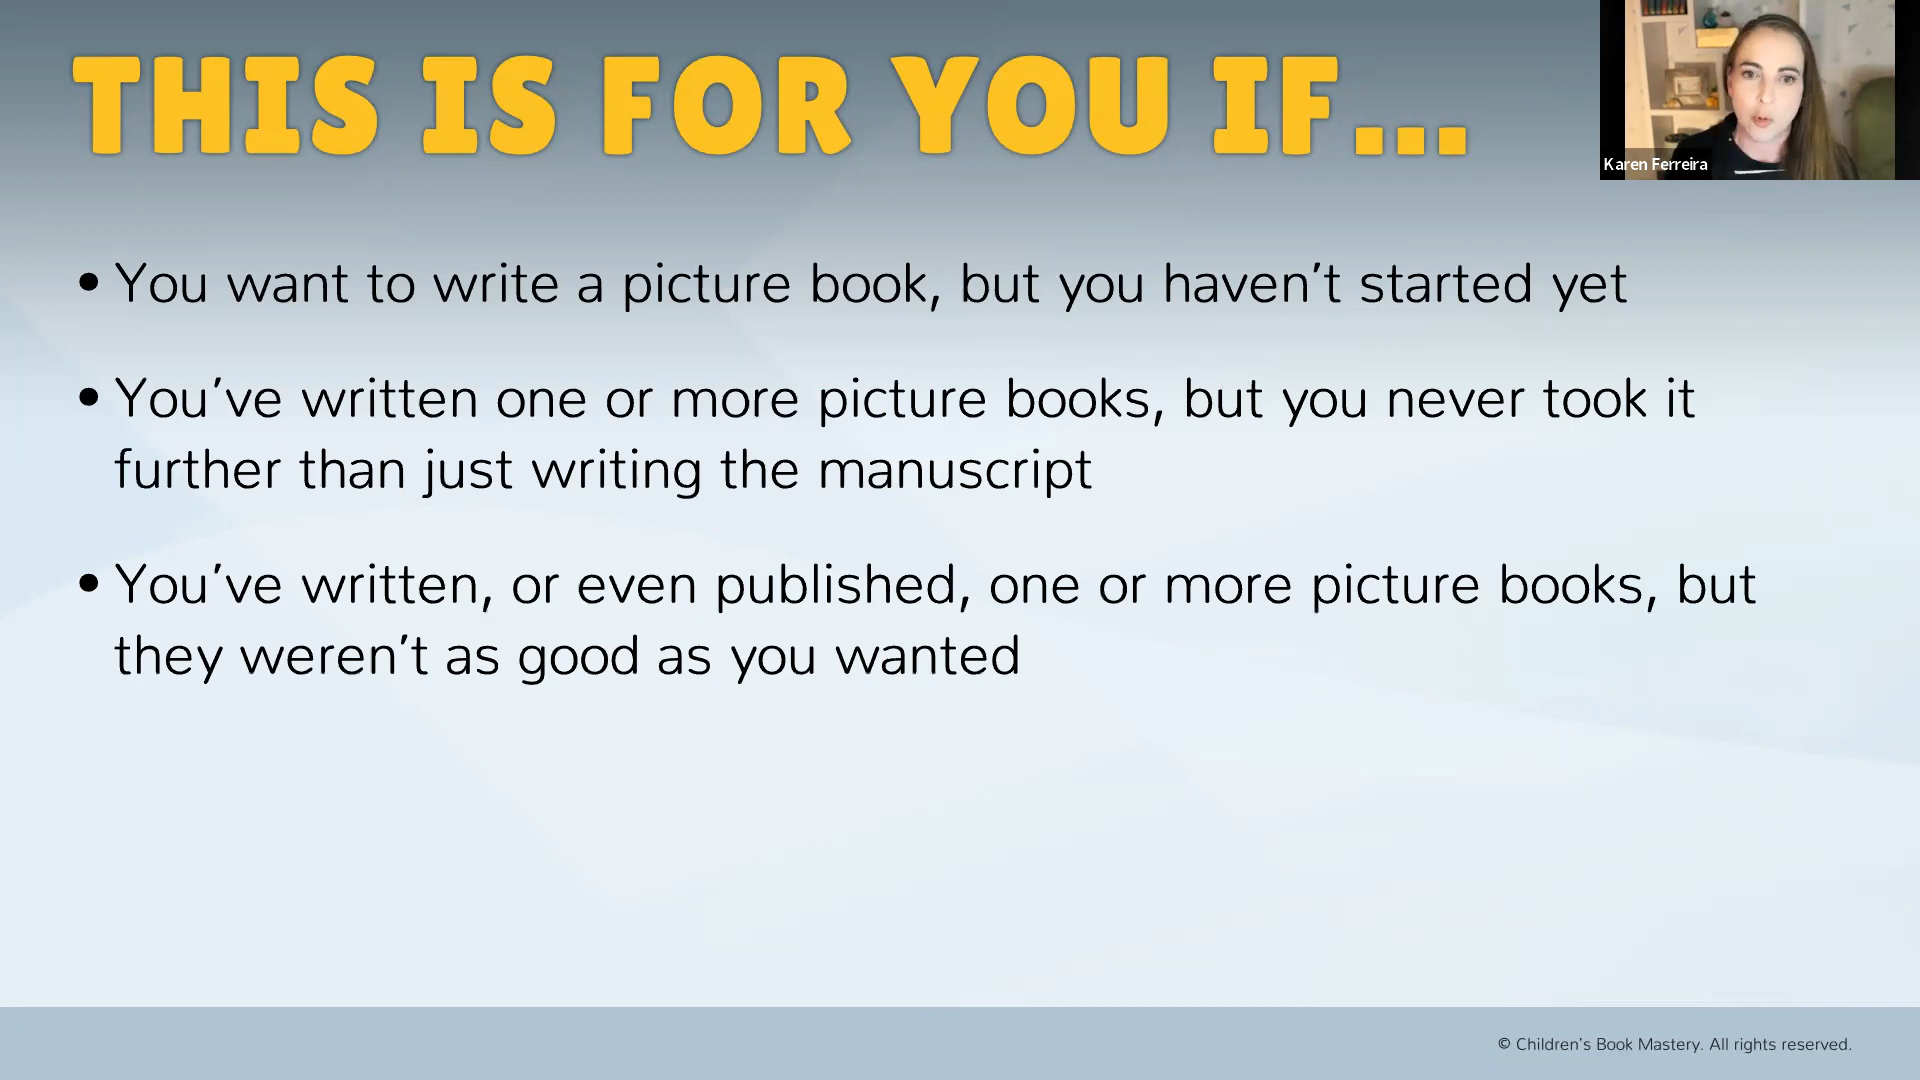 THIS IS FOR YOU IF...
Karen Ferreira
• You want to write a picture book, but you haven’t started yet
• You’ve written one or more picture books, but you never took it
further than just writing the manuscript
• You’ve written, or even published, one or more picture books, but
they weren’t as good as you wanted
© Children’s Book Mastery. All rights reserved.